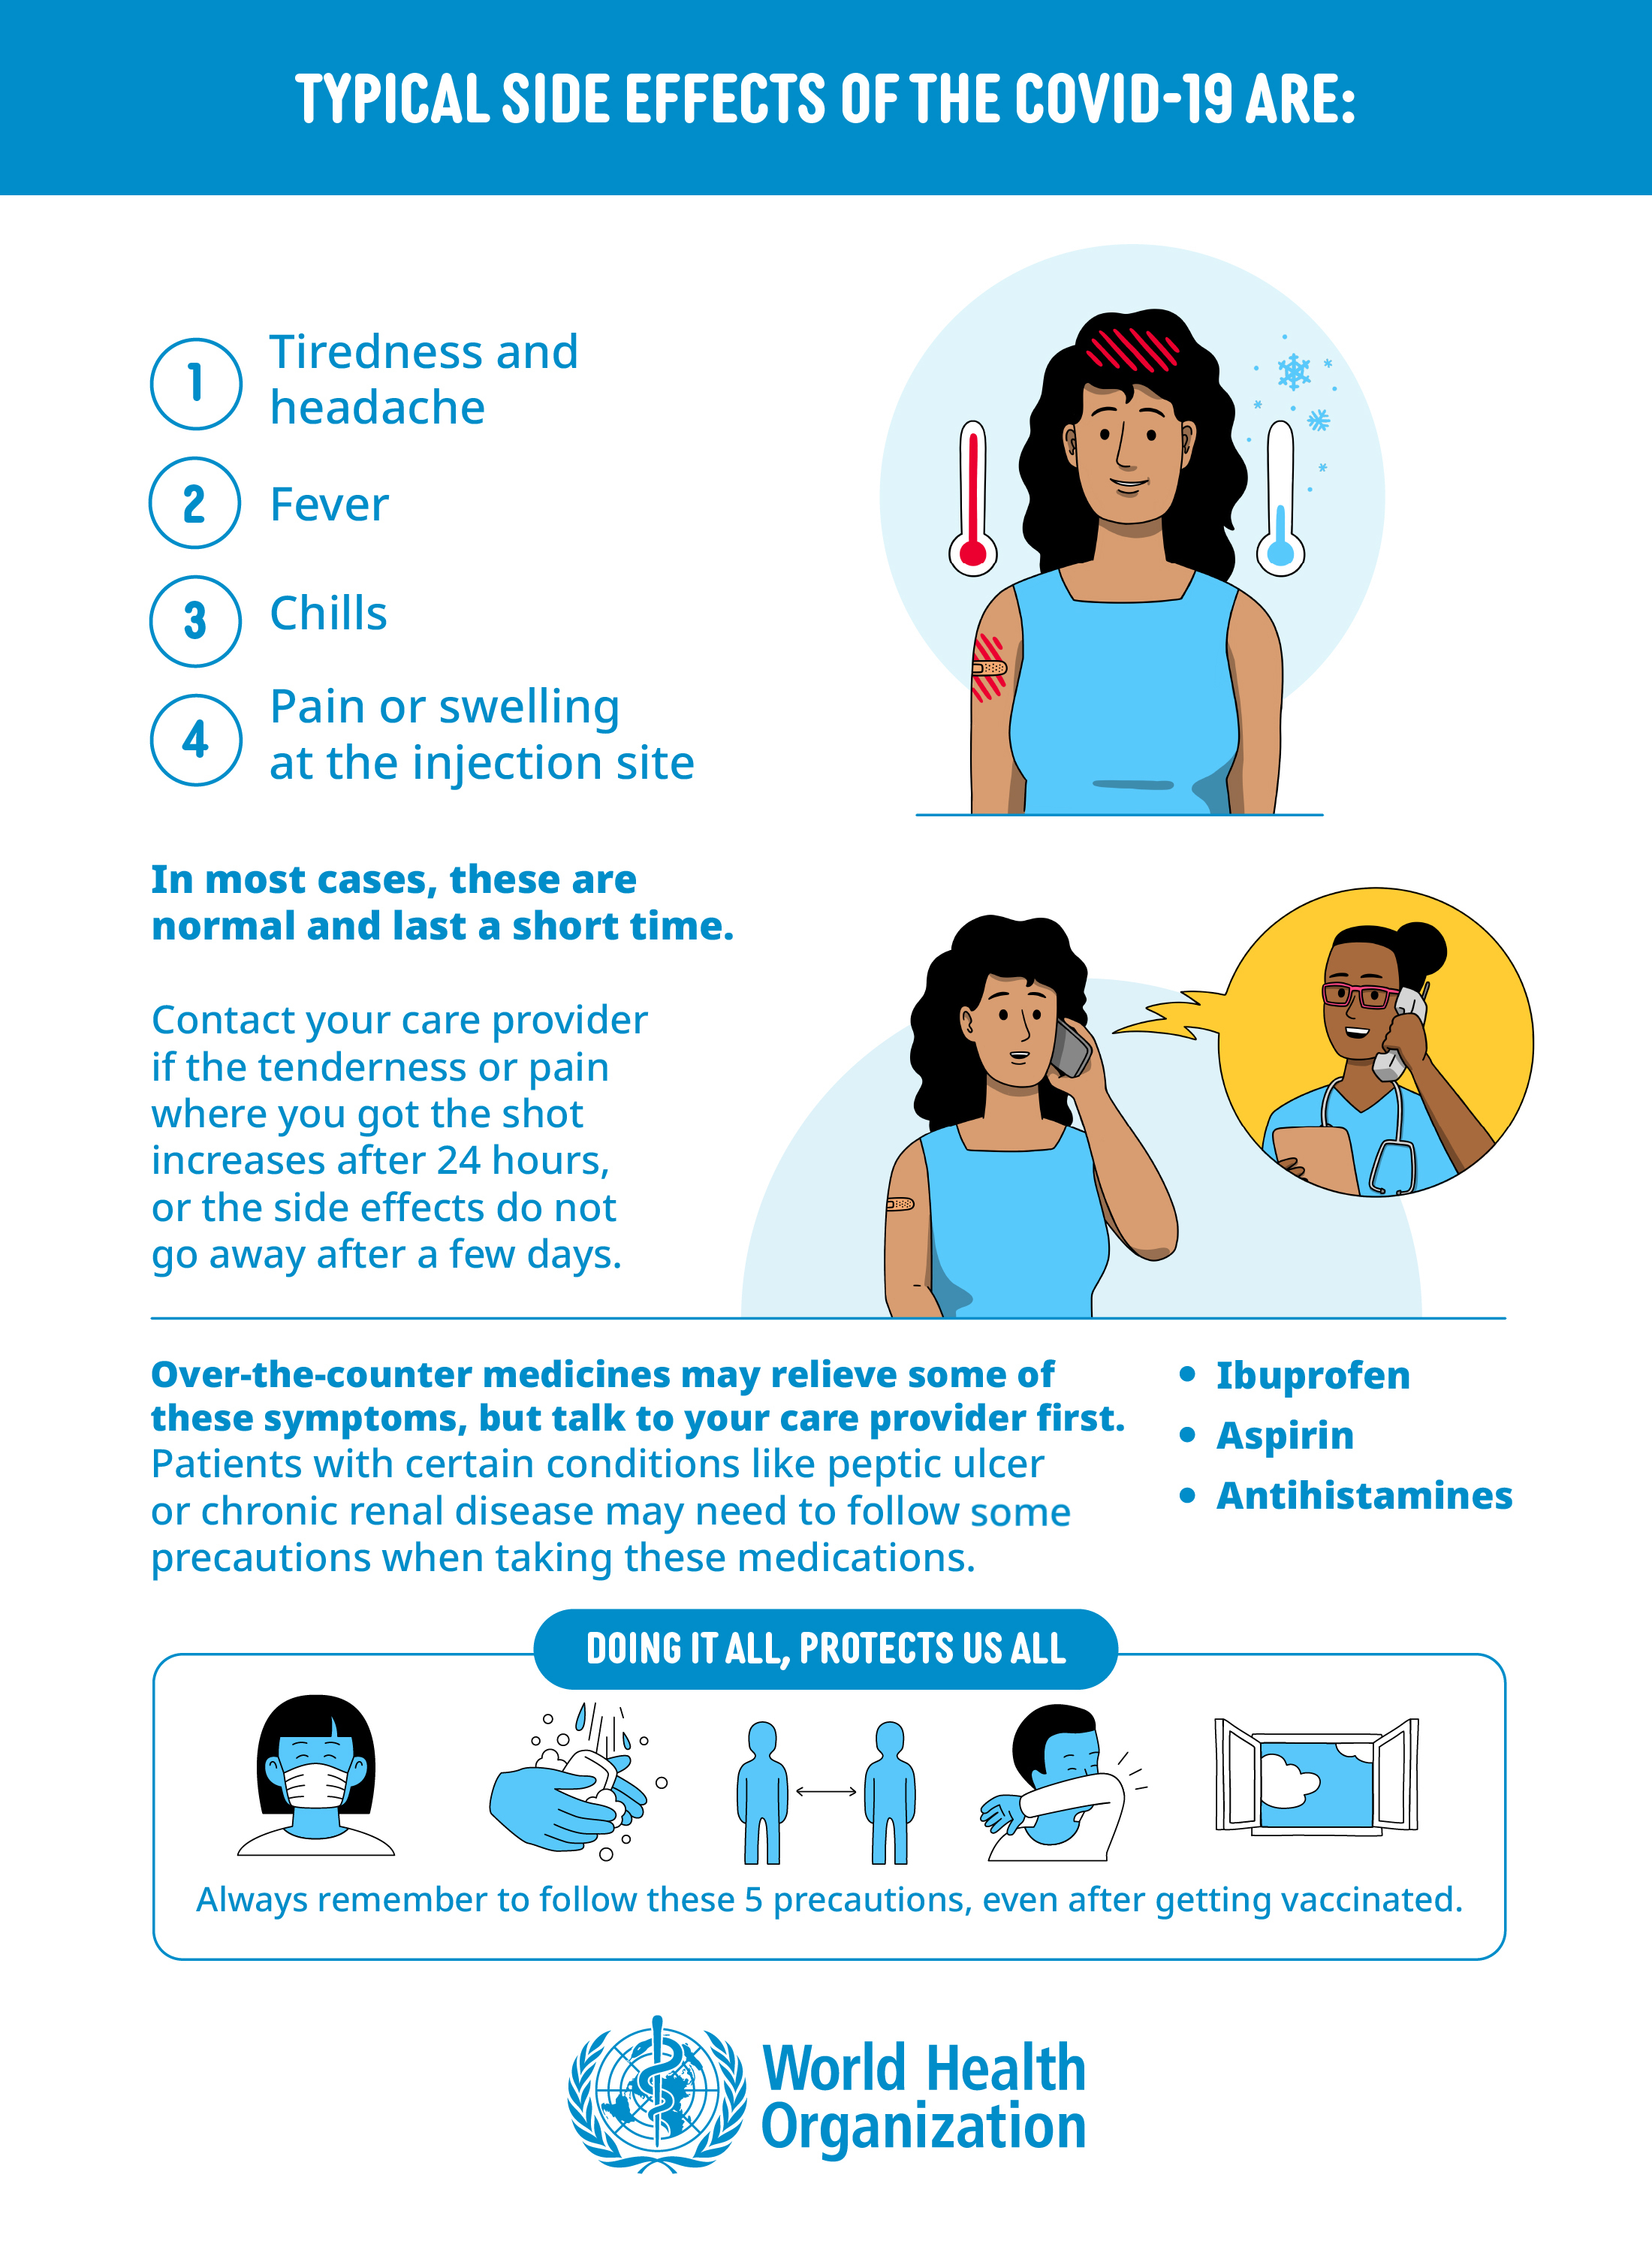 TYPICAL SIDE EFFECTS OF THE COVID-19 ARE:
1
Tiredness and
headache
2
Fever
3
Chills
4
Pain or swelling
at the injection site
In most cases, these are
normal and last a short time.
Contact your care provider
if the tenderness or pain
where you got the shot
increases after 24 hours,
or the side effects do not
go away after a few days.
Over-the-counter medicines may relieve some of
these symptoms, but talk to your care provider first.
Patients with certain conditions like peptic ulcer
or chronic renal disease may need to follow some
precautions when taking these medications.
• Ibuprofen
• Aspirin
• Antihistamines
DOING IT ALL, PROTECTS US ALL
Always remember to follow these 5 precautions, even after getting vaccinated.
World Health
Organization